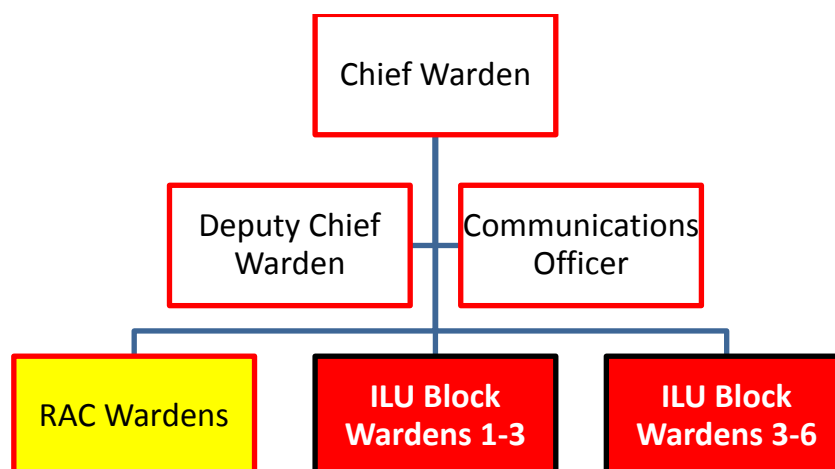 Chief Warden
Deputy Chief
Warden
Communications
Officer
RAC Wardens
ILU Block
Wardens 1-3
ILU Block
Wardens 3-6